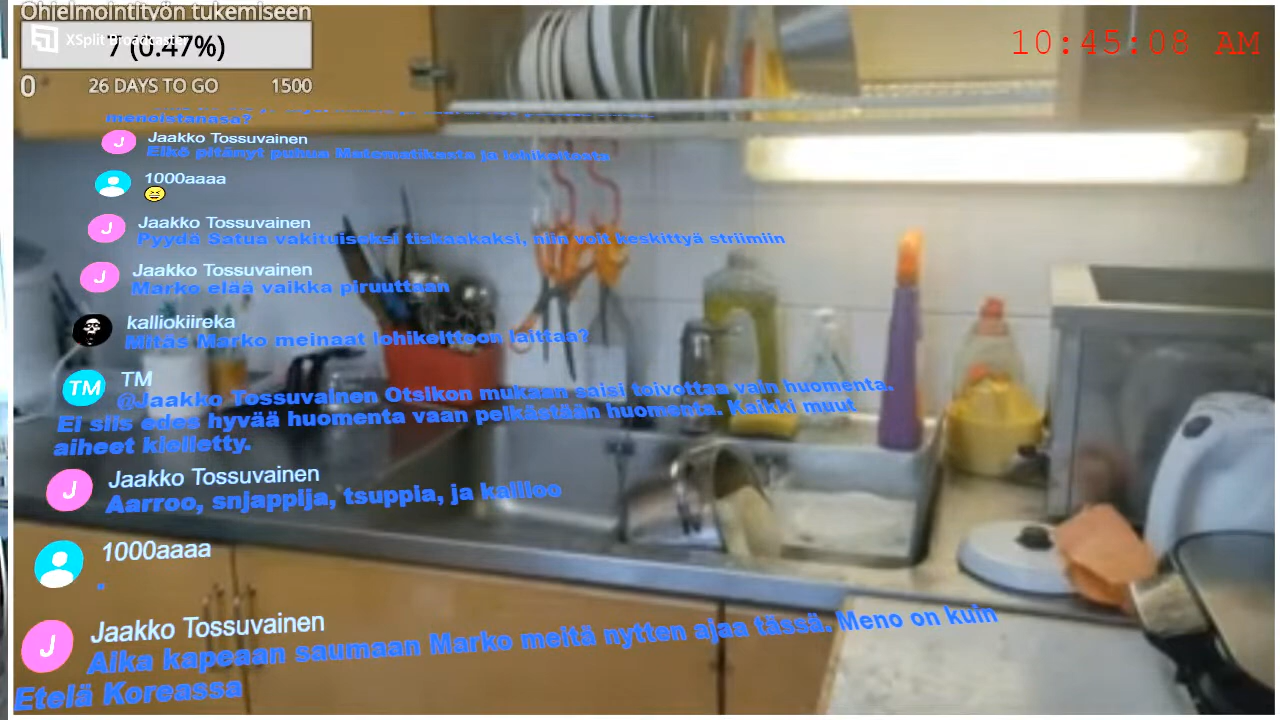 Ohjelmointityön tukemiseen
XSplit Broadcaster
7 (0.47%)
0 26 DAYS TO GO 1500
10:45:08 AM
menoistanasa?
J Jaakko Tossuvainen
Eikö pitänyt puhua Matematiikasta ja lohikeitosta
1000aaaa
J Jaakko Tossuvainen
Pyydä Satua vakituiseksi tiskaakaksi, niin voit keskittyä striimiin
J Jaakko Tossuvainen
Marko elää vaikka piruuttaan
kalliokiireka
Mitäs Marko meinaat lohikeittoon laittaa?
TM TM
@Jaakko Tossuvainen Otsikon mukaan saisi toivottaa vain huomenta.
Ei siis edes hyvää huomenta vaan pelkästään huomenta. Kaikki muut
aiheet kielletty.
J Jaakko Tossuvainen
Aarroo, snjappija, tsuppia, ja kallioo
1000aaaa
.
J Jaakko Tossuvainen
Aika kapeaan saumaan Marko meitä nytten ajaa tässä. Meno on kuin
Etelä Koreassa